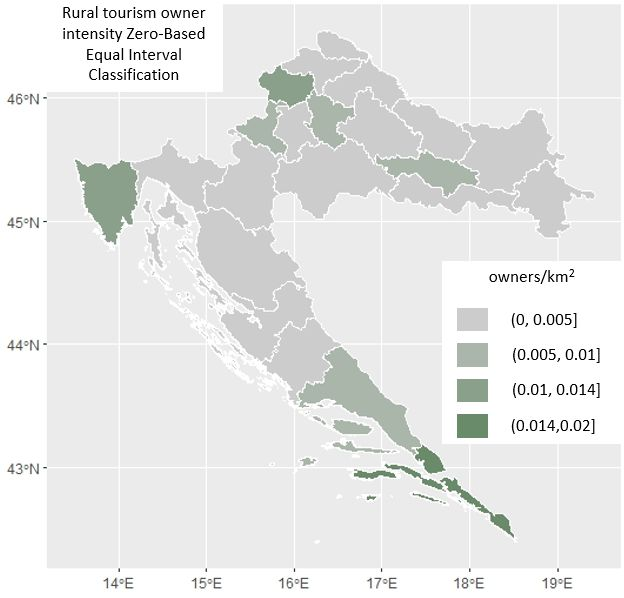 Rural tourism owner
intensity Zero-Based
Equal Interval
Classification
46°N
45°N
44°N
43°N
owners/km²
(0, 0.005]
(0.005, 0.01]
(0.01, 0.014]
(0.014,0.02]
14°E 15°E 16°E 17°E 18°E 19°E